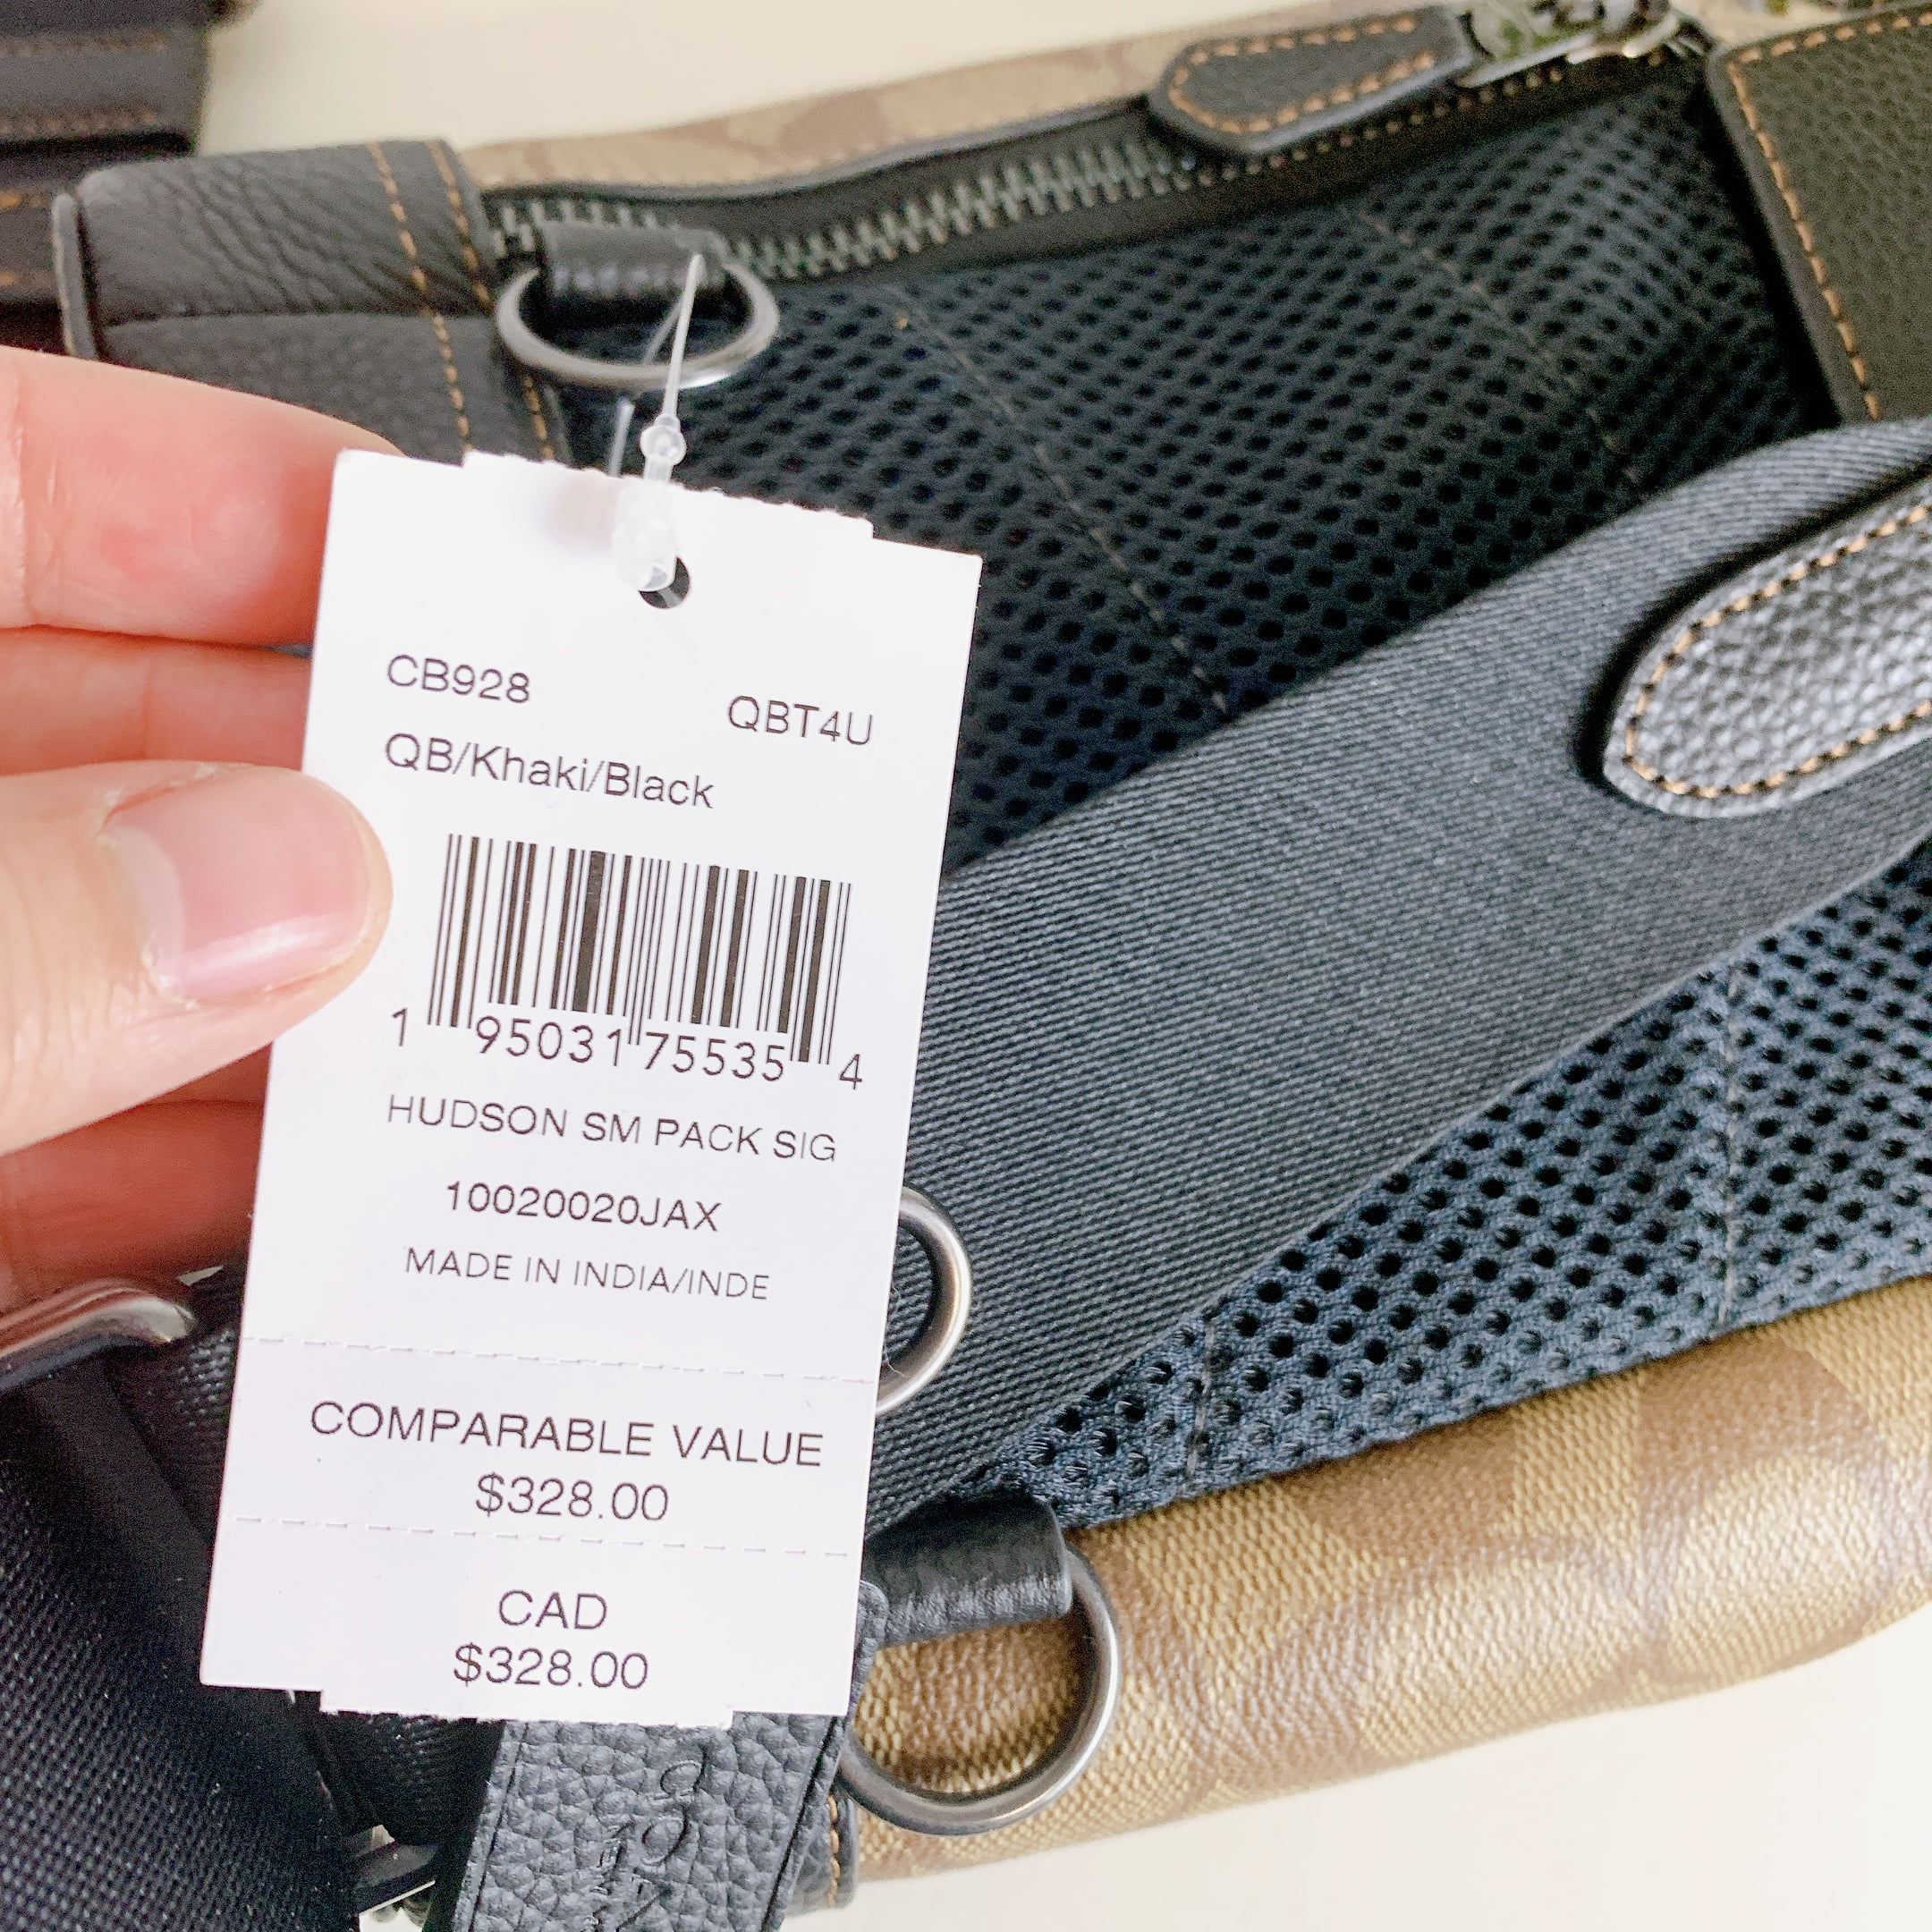 CB928
QBT4U
QB/Khaki/Black
1 95031 75535 4
HUDSON SM PACK SIG
10020020JAX
MADE IN INDIA/INDE
COMPARABLE VALUE
$328.00
CAD
$328.00